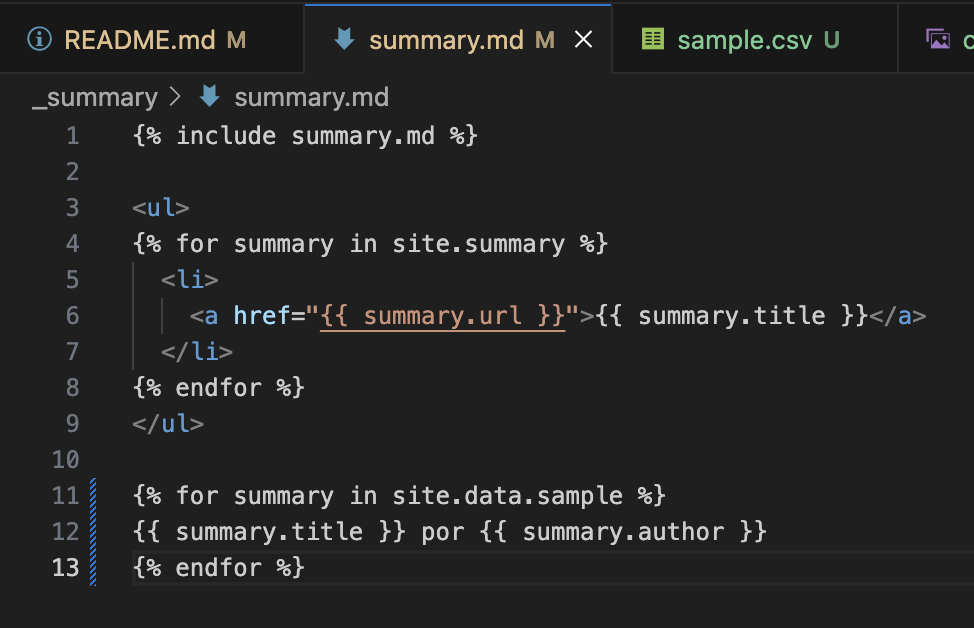 README.md M summary.md M sample.csv U
_summary > summary.md
1 {% include summary.md %}
2
3 <ul>
4 {% for summary in site.summary %}
5 <li>
6 <a href="{{ summary.url }}">{{ summary.title }}</a>
7 </li>
8 {% endfor %}
9 </ul>
10
11 {% for summary in site.data.sample %}
12 {{ summary.title }} por {{ summary.author }}
13 {% endfor %}